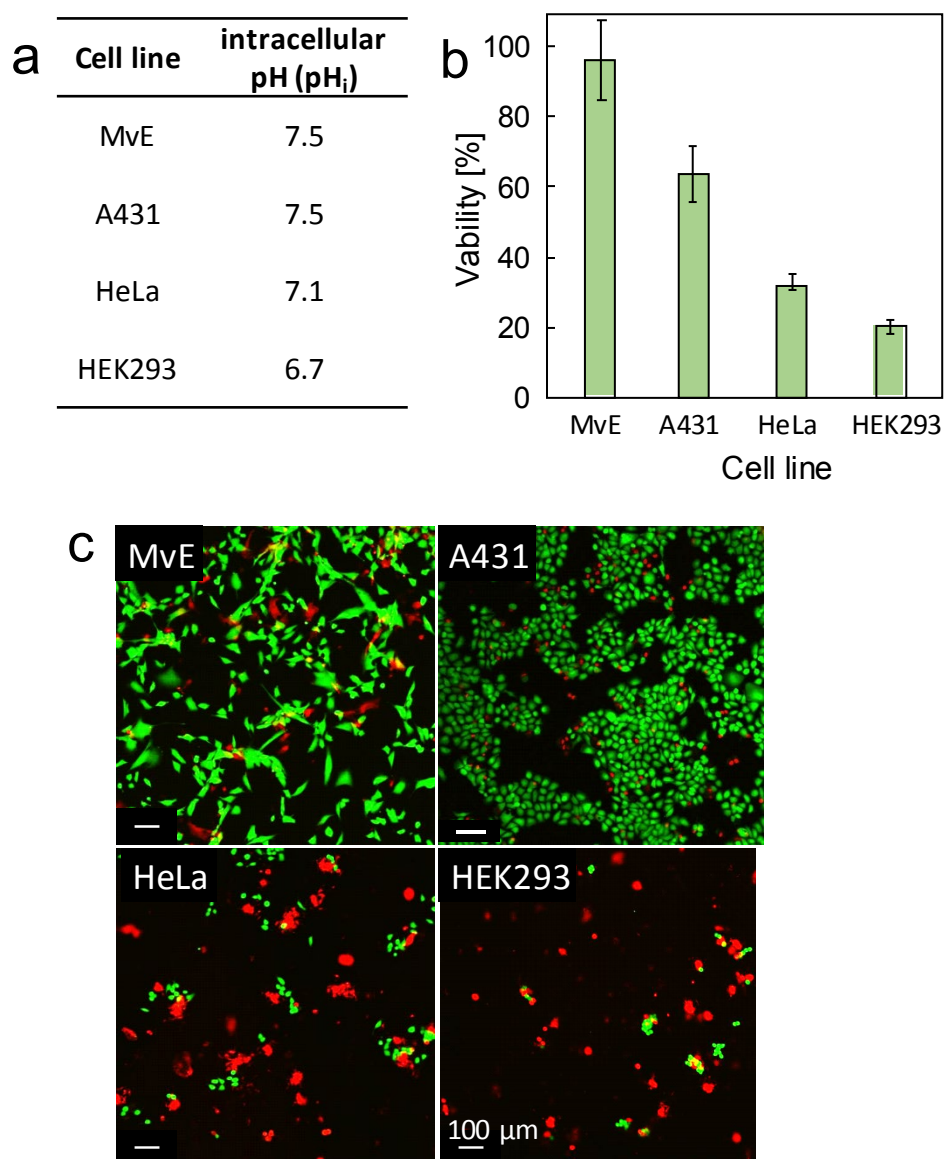 a
Cell line intracellular pH (pHi)
MvE 7.5
A431 7.5
HeLa 7.1
HEK293 6.7
b
Vability [%]
100
80
60
40
20
0
MvE A431 HeLa HEK293
Cell line
c
MvE A431
HeLa HEK293
100 μm